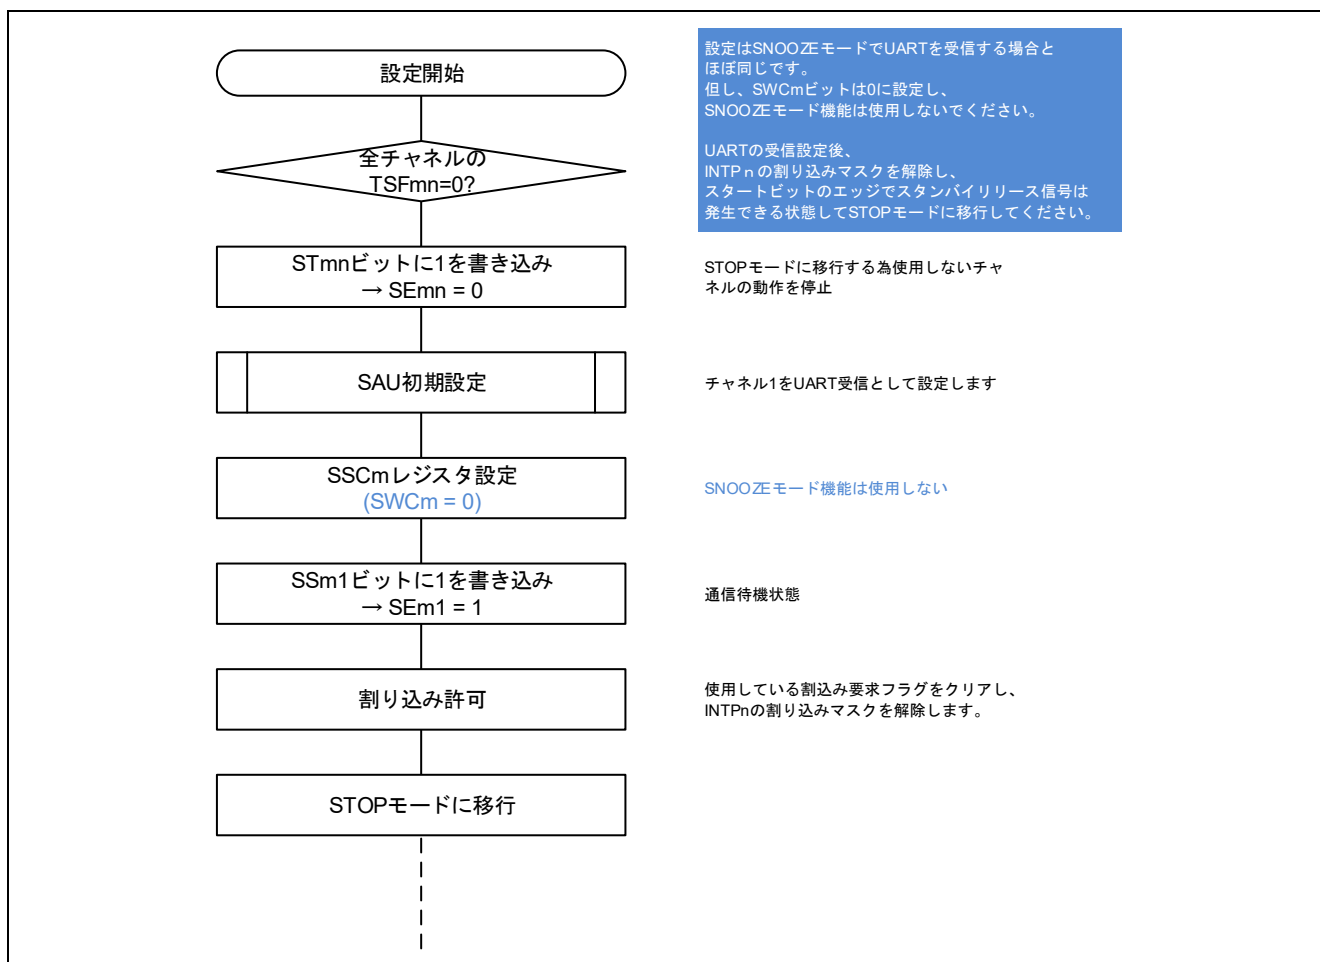 設定開始
設定はSNOOZEモードでUARTを受信する場合と
ほぼ同じです。
但し、SWCmビットは0に設定し、
SNOOZEモード機能は使用しないでください。
UARTの受信設定後、
INTPｎの割り込みマスクを解除し、
スタートビットのエッジでスタンバイリリース信号は
発生できる状態してSTOPモードに移行してください。
全チャネルの
TSFmn=0?
STmnビットに1を書き込み
→ SEmn = 0
STOPモードに移行する為使用しないチャ
ネルの動作を停止
SAU初期設定
チャネル1をUART受信として設定します
SSCmレジスタ設定
(SWCm = 0)
SNOOZEモード機能は使用しない
SSm1ビットに1を書き込み
→ SEm1 = 1
通信待機状態
割り込み許可
使用している割込み要求フラグをクリアし、
INTPnの割り込みマスクを解除します。
STOPモードに移行